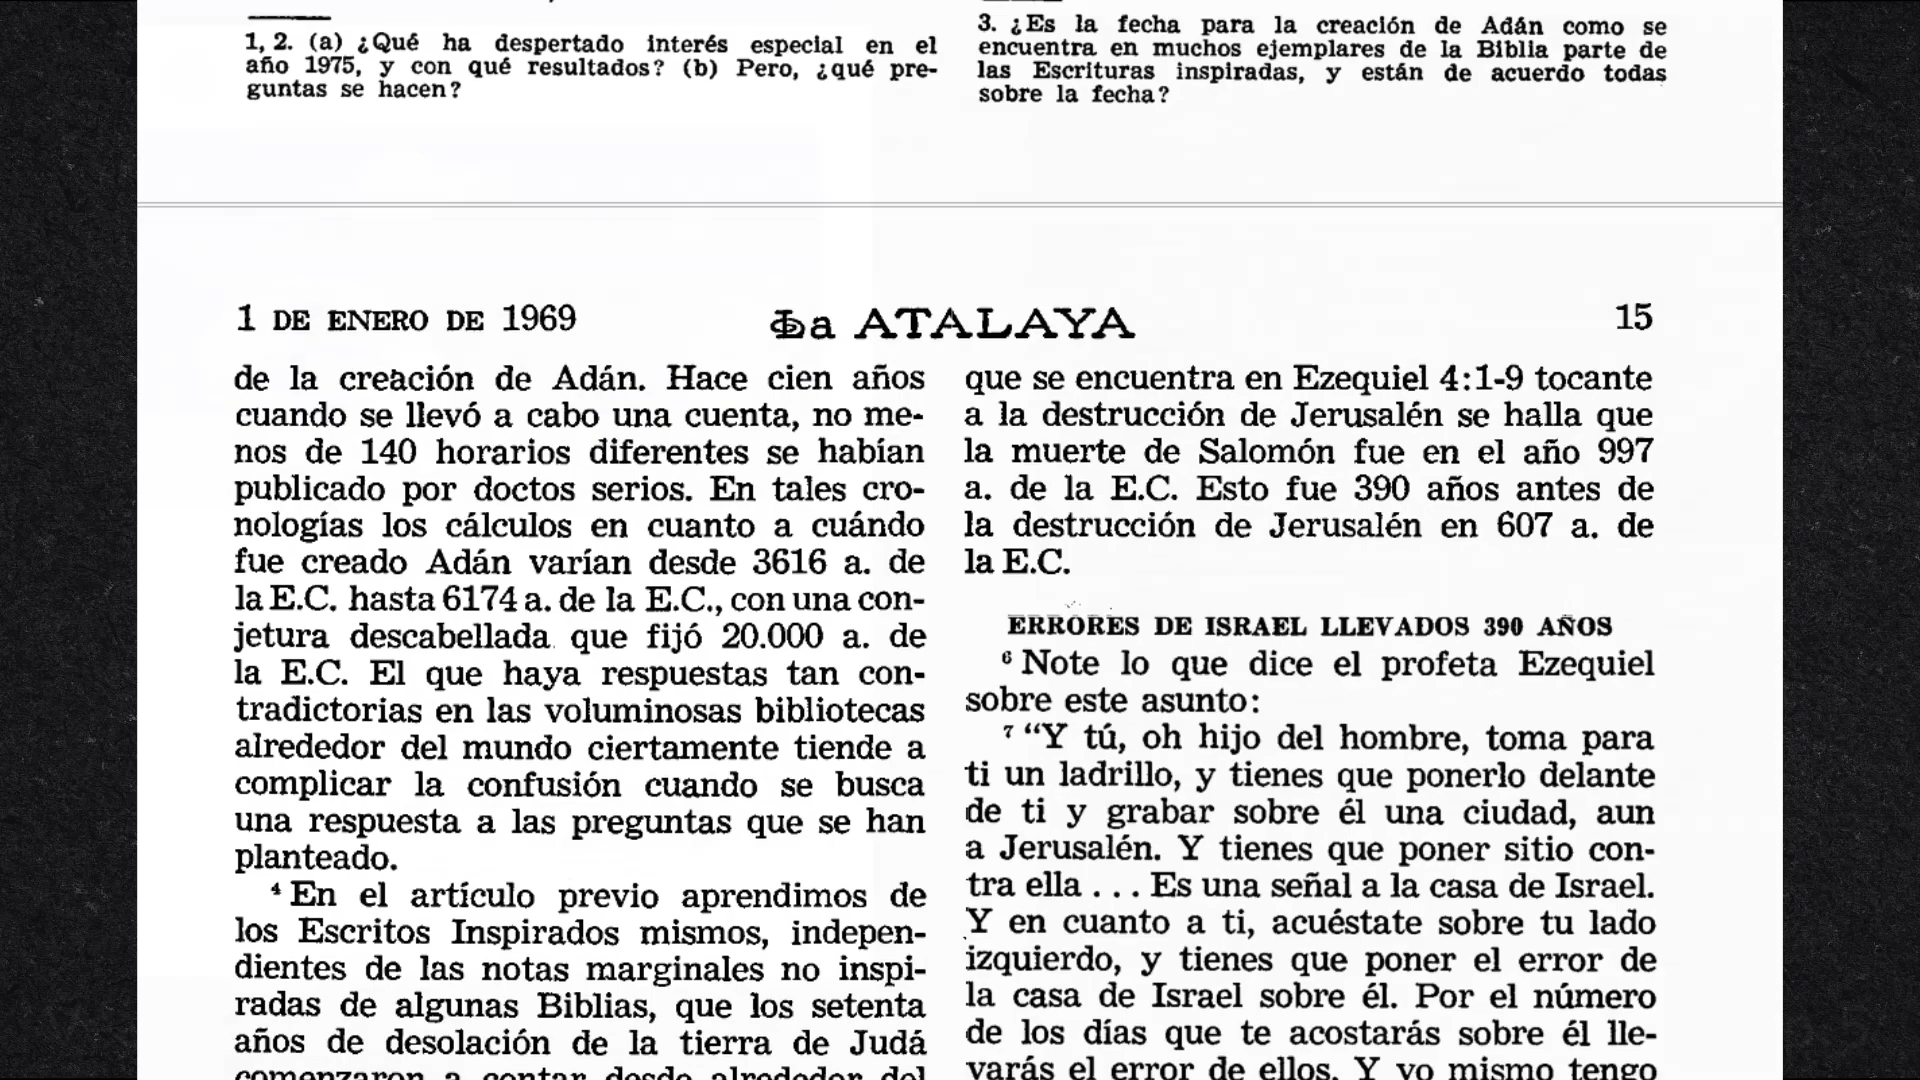 1, 2. (a) ¿Qué ha despertado interés especial en el
año 1975, y con qué resultados? (b) Pero, ¿qué pre-
guntas se hacen?
3. ¿Es la fecha para la creación de Adán como se
encuentra en muchos ejemplares de la Biblia parte de
las Escrituras inspiradas, y están de acuerdo todas
sobre la fecha?
1 DE ENERO DE 1969
La ATALAYA
15
de la creación de Adán. Hace cien años
cuando se llevó a cabo una cuenta, no me-
nos de 140 horarios diferentes se habían
publicado por doctos serios. En tales cro-
nologías los cálculos en cuanto a cuándo
fue creado Adán varían desde 3616 a. de
la E.C. hasta 6174 a. de la E.C., con una con-
jetura descabellada que fijó 20.000 a. de
la E.C. El que haya respuestas tan con-
tradictorias en las voluminosas bibliotecas
alrededor del mundo ciertamente tiende a
complicar la confusión cuando se busca
una respuesta a las preguntas que se han
planteado.
⁴ En el artículo previo aprendimos de
los Escritos Inspirados mismos, indepen-
dientes de las notas marginales no inspi-
radas de algunas Biblias, que los setenta
años de desolación de la tierra de Judá
comenzaron a contar desde alrededor del
que se encuentra en Ezequiel 4:1-9 tocante
a la destrucción de Jerusalén se halla que
la muerte de Salomón fue en el año 997
a. de la E.C. Esto fue 390 años antes de
la destrucción de Jerusalén en 607 a. de
la E.C.
ERRORES DE ISRAEL LLEVADOS 390 AÑOS
⁶ Note lo que dice el profeta Ezequiel
sobre este asunto:
⁷ “Y tú, oh hijo del hombre, toma para
ti un ladrillo, y tienes que ponerlo delante
de ti y grabar sobre él una ciudad, aun
a Jerusalén. Y tienes que poner sitio con-
tra ella . . . Es una señal a la casa de Israel.
Y en cuanto a ti, acuéstate sobre tu lado
izquierdo, y tienes que poner el error de
la casa de Israel sobre él. Por el número
de los días que te acostarás sobre él lle-
varás el error de ellos. Y yo mismo tengo